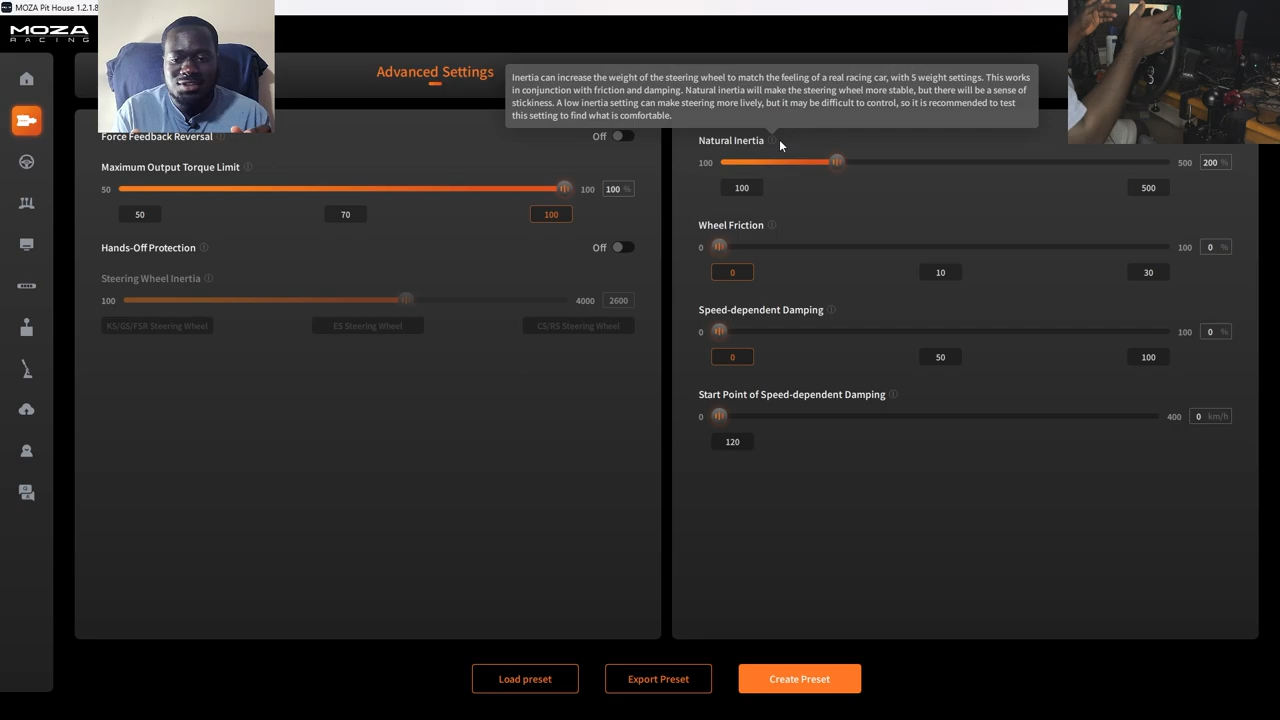 MOZA Pit House 1.2.1.8
MOZA
RACING
Advanced Settings
Inertia can increase the weight of the steering wheel to match the feeling of a real racing car, with 5 weight settings. This works
in conjunction with friction and damping. Natural inertia will make the steering wheel more stable, but there will be a sense of
stickiness. A low inertia setting can make steering more lively, but it may be difficult to control, so it is recommended to test
this setting to find what is comfortable.
Force Feedback Reversal Off
Maximum Output Torque Limit
50 100 100 %
50 70 100
Hands-Off Protection Off
Steering Wheel Inertia
100 4000 2600
KS/GS/FSR Steering Wheel ES Steering Wheel CS/RS Steering Wheel
Natural Inertia
100 500 200 %
100 500
Wheel Friction
0 100 0 %
0 10 30
Speed-dependent Damping
0 100 0 %
0 50 100
Start Point of Speed-dependent Damping
0 400 0 km/h
120
Load preset Export Preset Create Preset